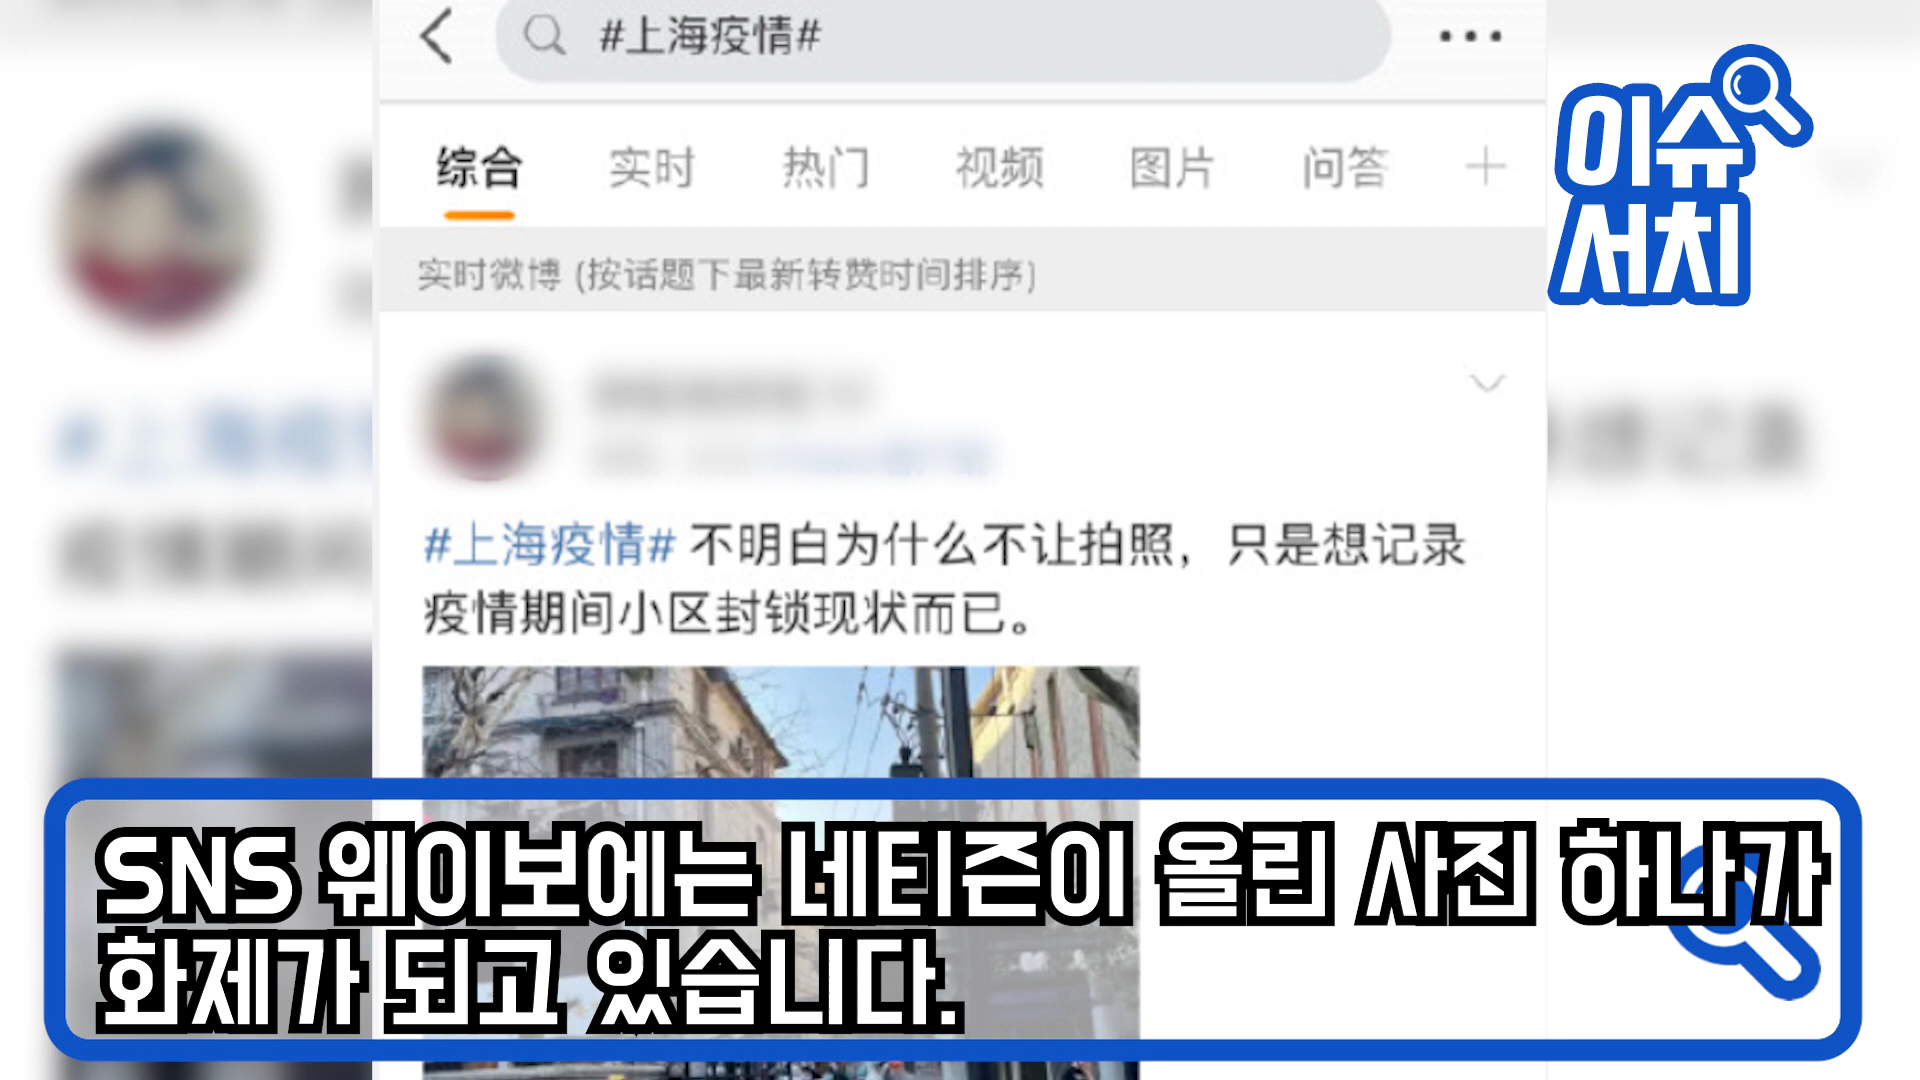 #上海疫情#
综合 实时 热门 视频 图片 问答
实时微博 (按话题下最新转赞时间排序)
#上海疫情# 不明白为什么不让拍照，只是想记录
疫情期间小区封锁现状而已。
이슈
서치
SNS 웨이보에는 네티즌이 올린 사진 하나가
화제가 되고 있습니다.